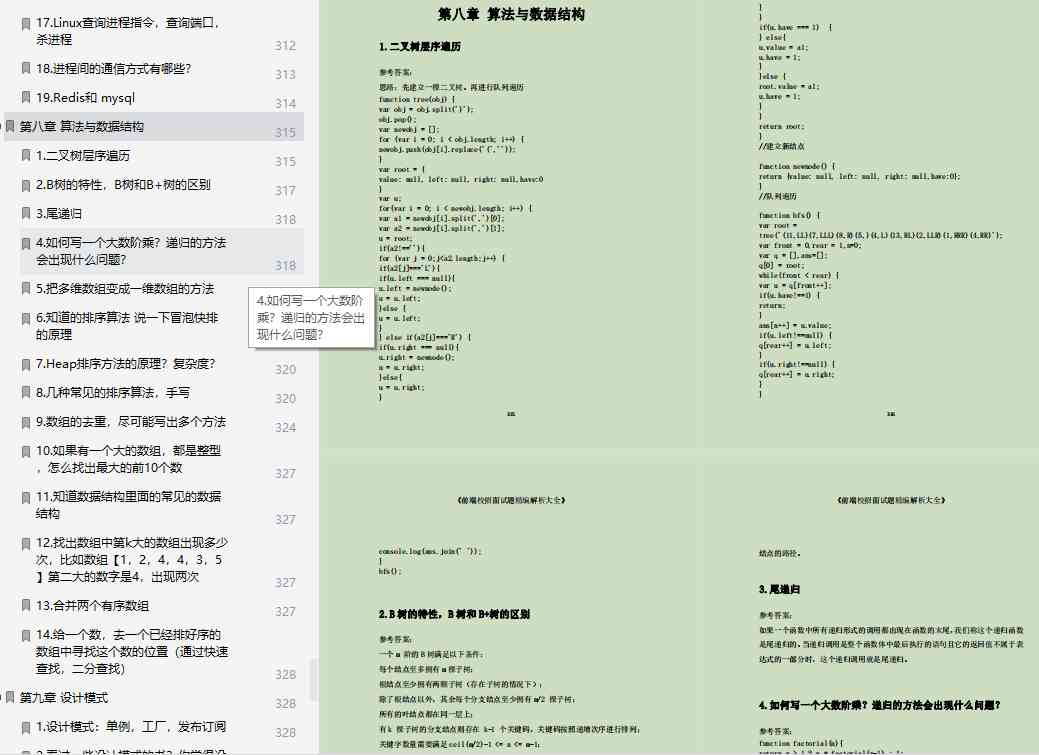 17.Linux查询进程指令，查询端口，
杀进程
312
18.进程间的通信方式有哪些?
313
19.Redis和 mysql
314
第八章 算法与数据结构
315
1.二叉树层序遍历
315
2.B树的特性，B树和B+树的区别
317
3.尾递归
318
4.如何写一个大数阶乘？递归的方法
会出现什么问题?
318
5.把多维数组变成一维数组的方法
6.知道的排序算法 说一下冒泡快排
的原理
7.Heap排序方法的原理？复杂度?
320
8.几种常见的排序算法，手写
320
9.数组的去重，尽可能写出多个方法
324
10.如果有一个大的数组，都是整型
，怎么找出最大的前10个数
327
11.知道数据结构里面的常见的数据
结构
327
12.找出数组中第k大的数组出现多少
次，比如数组【1，2，4，4，3，5
】第二大的数字是4，出现两次
327
13.合并两个有序数组
327
14.给一个数，去一个已经排好序的
数组中寻找这个数的位置（通过快速
查找，二分查找）
328
第九章 设计模式
328
1.设计模式：单例，工厂，发布订阅
328
4.如何写一个大数阶
乘？递归的方法会出
现什么问题?
第八章 算法与数据结构
1.二叉树层序遍历
参考答案：
思路：先建立一棵二叉树。再进行队列遍历
function tree(obj) {
var obj = obj.split(')');
obj.pop();
var newobj = [];
for (var i = 0; i < obj.length; i++) {
newobj.push(obj[i].replace('(',''));
}
var root = {
value: null, left: null, right: null,have:0
}
var u;
for(var i = 0; i < newobj.length; i++) {
var a1 = newobj[i].split(',')[0];
var a2 = newobj[i].split(',')[1];
u = root;
if(a2!==''){
for (var j = 0;j<a2.length;j++) {
if(a2[j]==='L'){
if(u.left === null){
u.left = newnode();
u = u.left;
}else {
u = u.left;
}
} else if(a2[j]==='R') {
if(u.right === null){
u.right = newnode();
u = u.right;
}else{
u = u.right;
}
}
}
if(u.have === 1) {
} else{
u.value = a1;
u.have = 1;
}
}else {
root.value = a1;
u.have = 1;
}
}
return root;
}
//建立新结点
function newnode() {
return {value: null, left: null, right: null,have:0};
}
//队列遍历
function bfs() {
var root =
tree('(11,LL)(7,LLL)(8,R)(5,)(4,L)(13,RL)(2,LLR)(1,RRR)(4,RR)');
var front = 0,rear = 1,n=0;
var q = [],ans=[];
q[0] = root;
while(front < rear) {
var u = q[front++];
if(u.have!==1) {
return;
}
ans[n++] = u.value;
if(u.left!==null) {
q[rear++] = u.left;
}
if(u.right!==null) {
q[rear++] = u.right;
}
}
《前端校招面试题精编解析大全》
console.log(ans.join(' '));
}
bfs();
2.B 树的特性，B 树和 B+树的区别
参考答案：
一个 m 阶的 B 树满足以下条件：
每个结点至多拥有 m 棵子树；
根结点至少拥有两颗子树（存在子树的情况下）；
除了根结点以外，其余每个分支结点至少拥有 m/2 棵子树；
所有的叶结点都在同一层上；
有 k 棵子树的分支结点则存在 k-1 个关键码，关键码按照递增次序进行排列；
关键字数量需要满足 ceil(m/2)-1 <= n <= m-1;
《前端校招面试题精编解析大全》
结点的路径。
3.尾递归
参考答案：
如果一个函数中所有递归形式的调用都出现在函数的末尾，我们称这个递归函数
是尾递归的。当递归调用是整个函数体中最后执行的语句且它的返回值不属于表
达式的一部分时，这个递归调用就是尾递归。
4.如何写一个大数阶乘？递归的方法会出现什么问题？
参考答案：
function factorial(n){